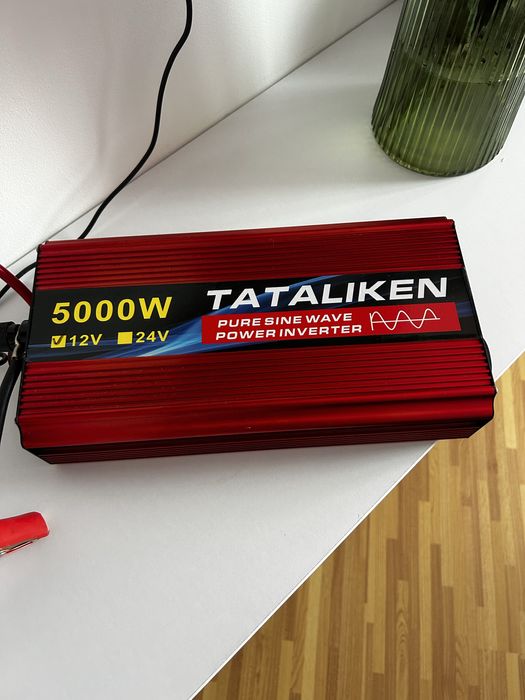 5000W
12V 24V
TATALIKEN
PURE SINE WAVE
POWER INVERTER